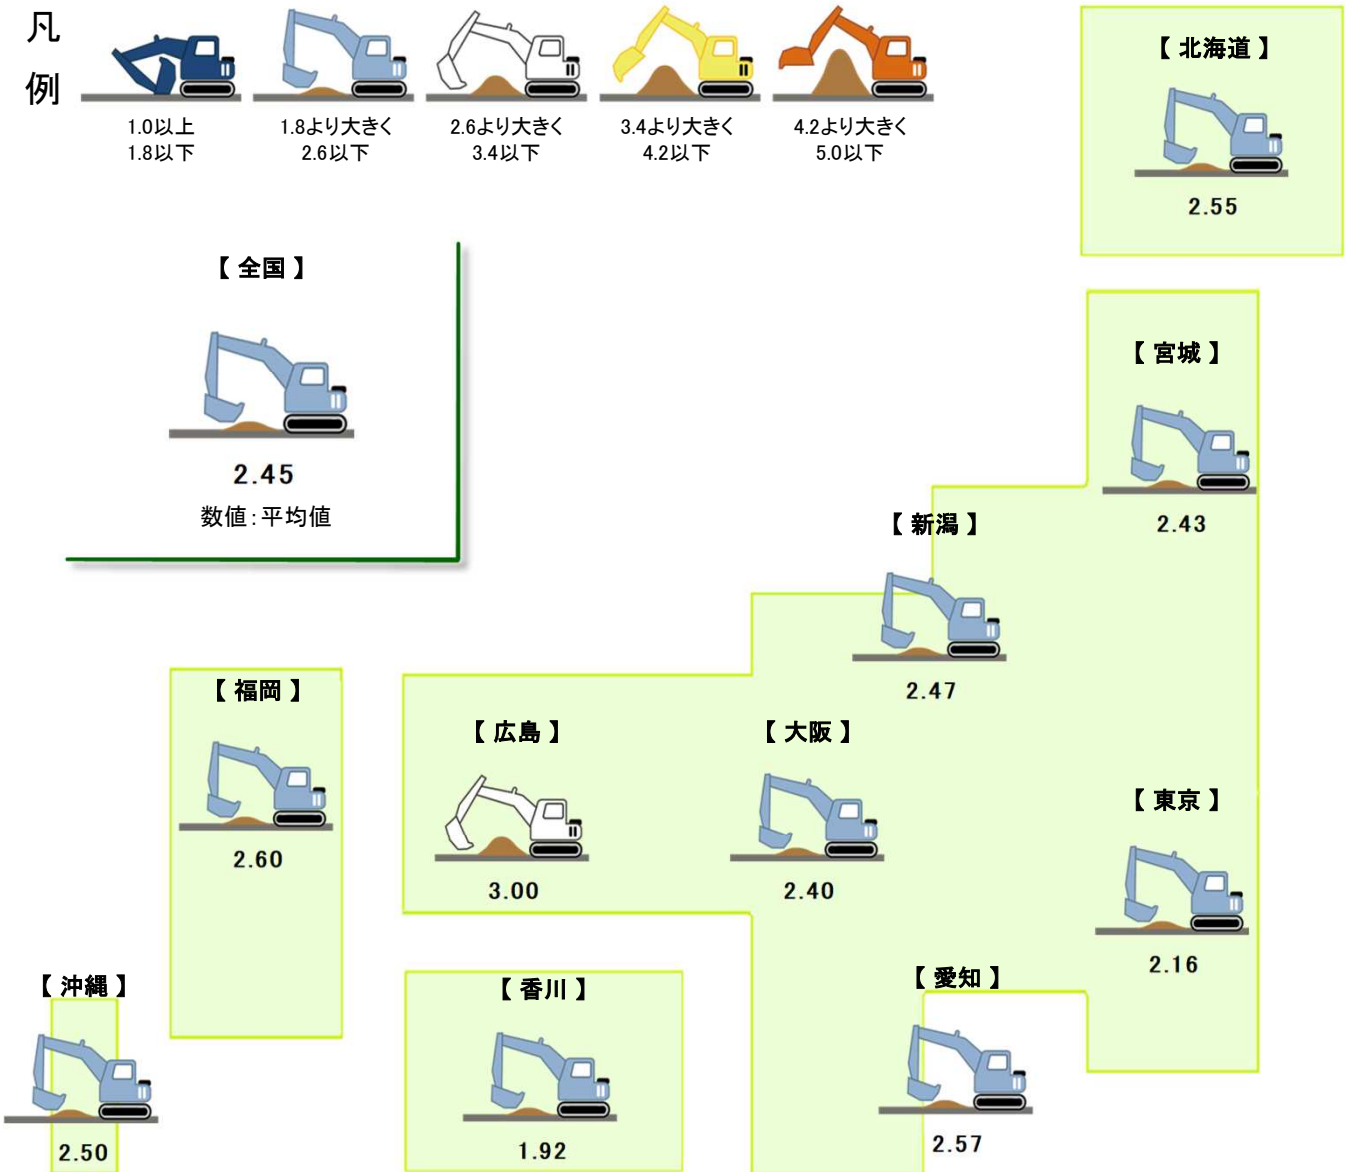 凡
例
1.0以上
1.8以下
1.8より大きく
2.6以下
2.6より大きく
3.4以下
3.4より大きく
4.2以下
4.2より大きく
5.0以下
【 北海道 】
2.55
【 全国 】
2.45
数値：平均値
【 宮城 】
2.43
【 新潟 】
2.47
【 福岡 】
2.60
【 広島 】
3.00
【 大阪 】
2.40
【 東京 】
2.16
【 沖縄 】
2.50
【 香川 】
1.92
【 愛知 】
2.57